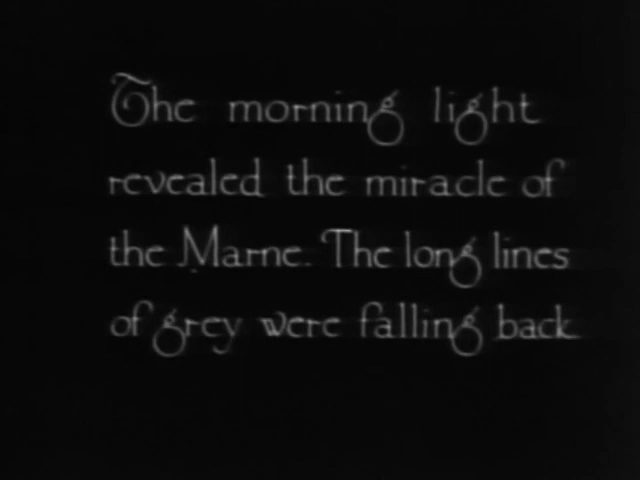 The morning light
revealed the miracle of
the Marne. The long lines
of grey were falling back